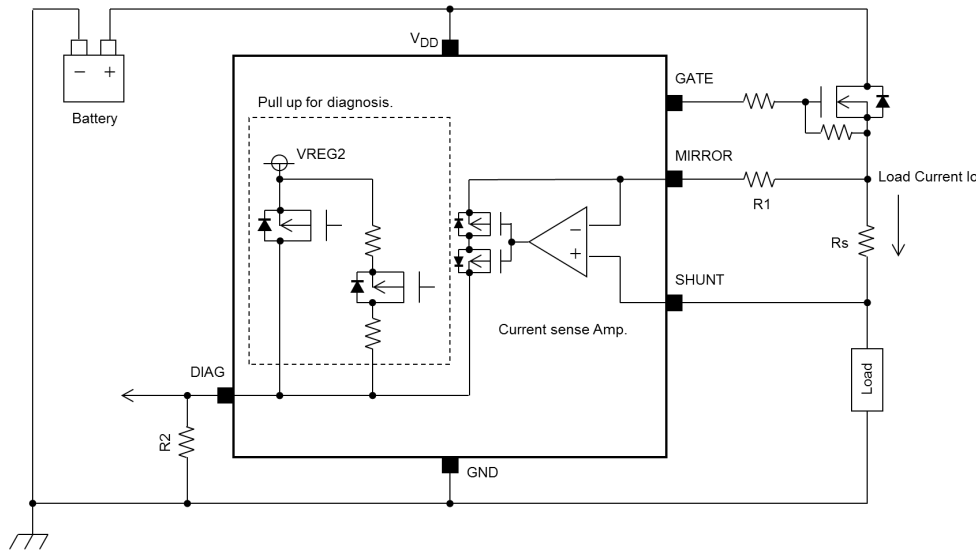 V_DD
GATE
Pull up for diagnosis.
− +
Battery
VREG2
MIRROR
Load Current Io
R1
Rs
−
+
SHUNT
Current sense Amp.
DIAG
Load
R2
GND